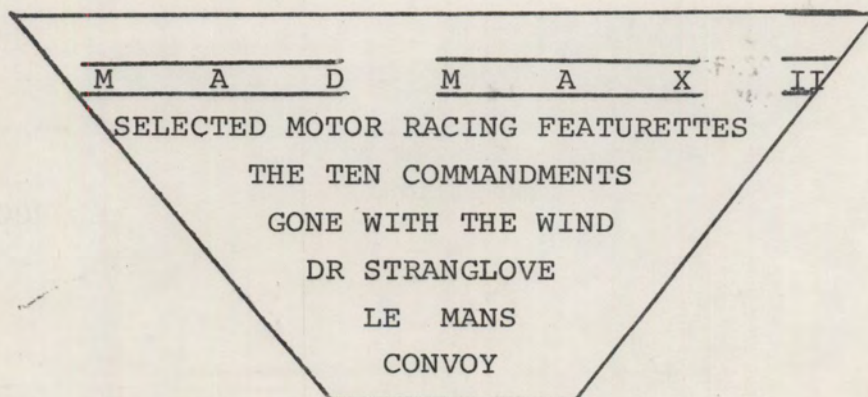 M A D M A X II
SELECTED MOTOR RACING FEATURETTES
THE TEN COMMANDMENTS
GONE WITH THE WIND
DR STRANGLOVE
LE MANS
CONVOY